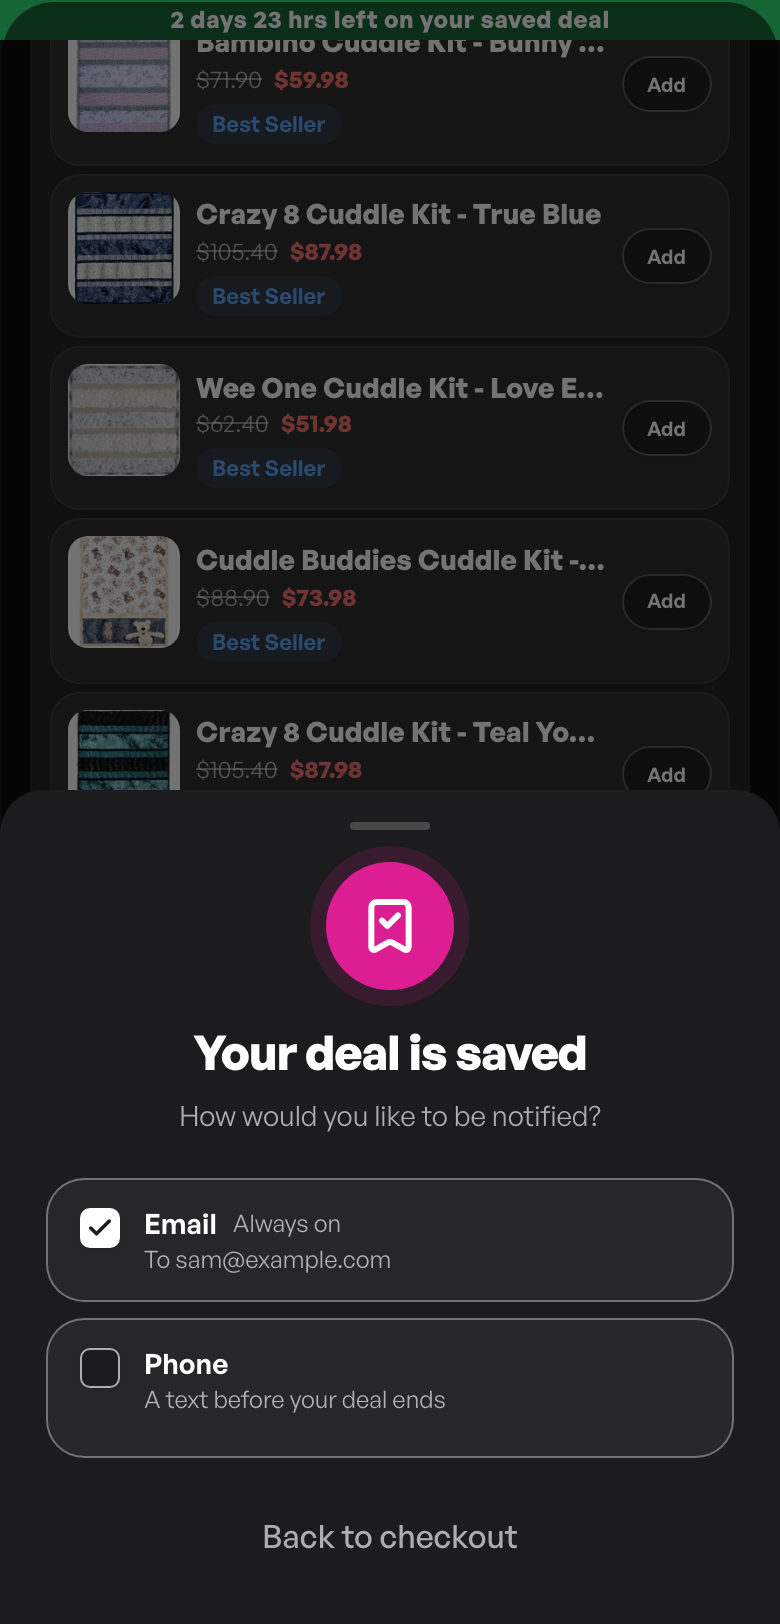 2 days 23 hrs left on your saved deal
Bambino Cuddle Kit - Bunny ...
$71.90 $59.98
Add
Best Seller
Crazy 8 Cuddle Kit - True Blue
$105.40 $87.98
Add
Best Seller
Wee One Cuddle Kit - Love E...
$62.40 $51.98
Add
Best Seller
Cuddle Buddies Cuddle Kit -...
$88.90 $73.98
Add
Best Seller
Crazy 8 Cuddle Kit - Teal Yo...
$105.40 $87.98
Add
Your deal is saved
How would you like to be notified?
Email Always on
To sam@example.com
Phone
A text before your deal ends
Back to checkout